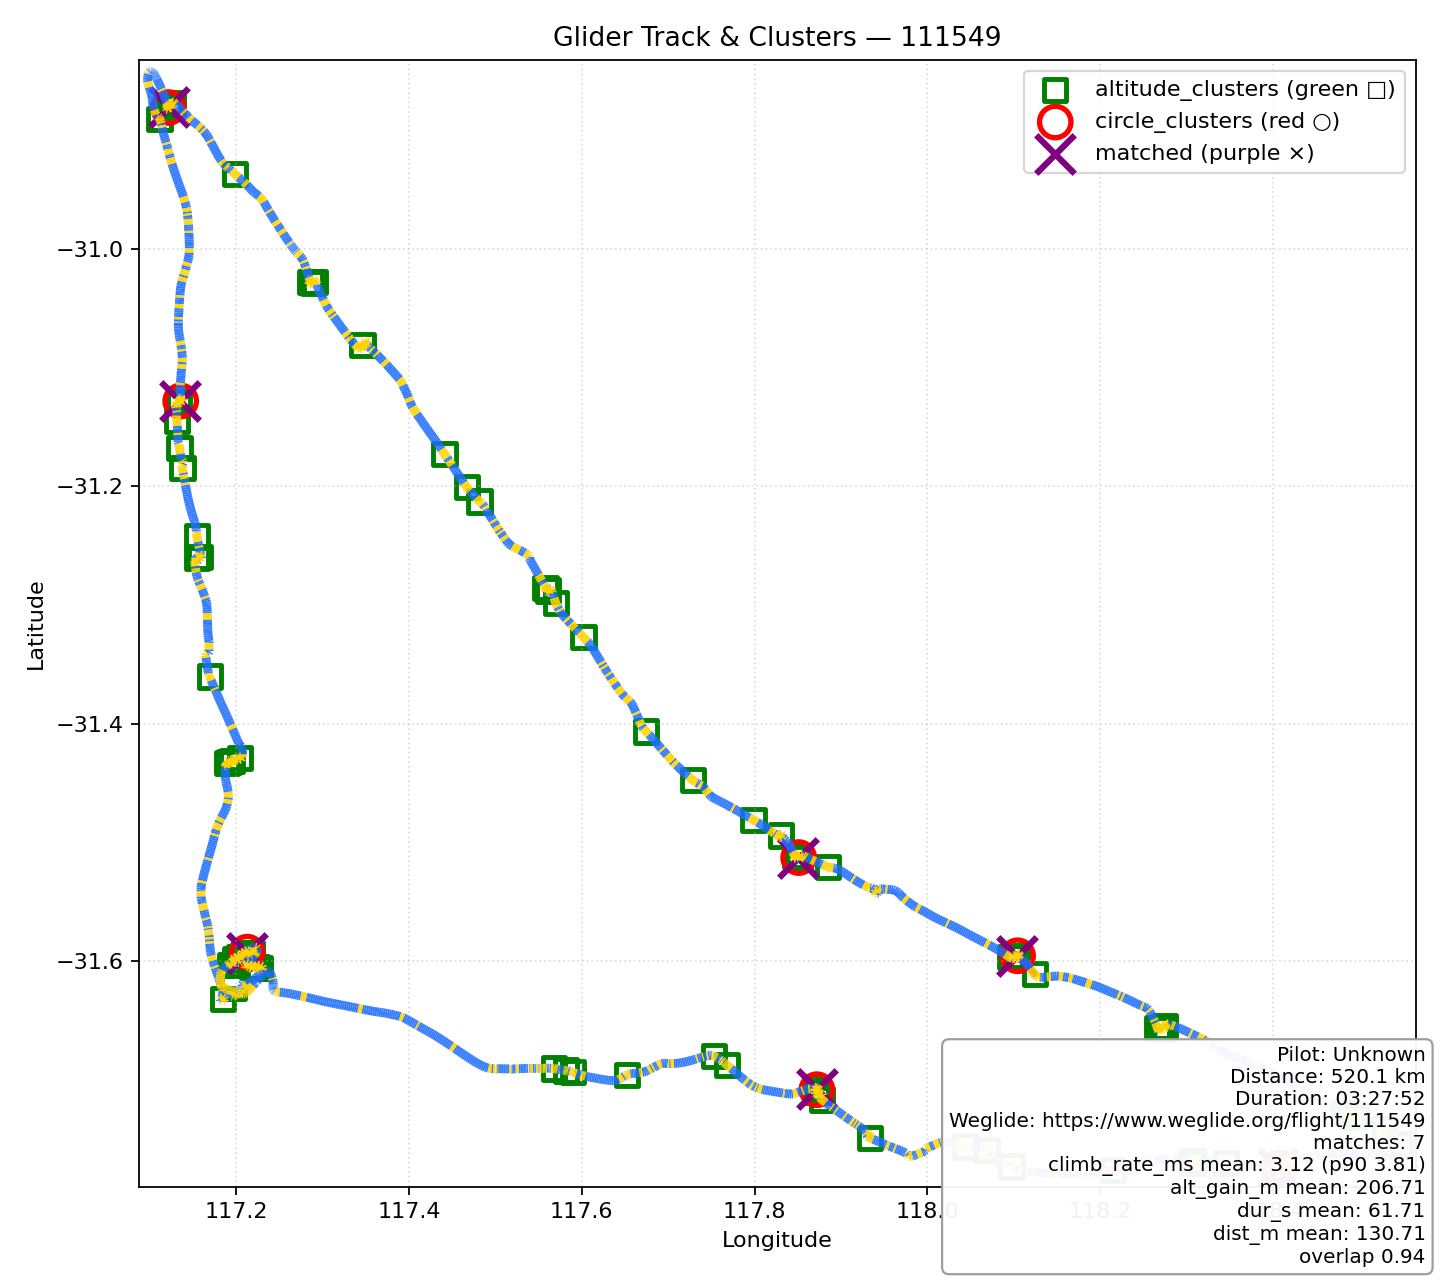 Glider Track & Clusters — 111549
altitude_clusters (green □)
circle_clusters (red ○)
matched (purple ×)
−31.0
−31.2
−31.4
−31.6
Latitude
117.2
117.4
117.6
117.8
118.0
118.2
Longitude
Pilot: Unknown
Distance: 520.1 km
Duration: 03:27:52
Weglide: https://www.weglide.org/flight/111549
matches: 7
climb_rate_ms mean: 3.12 (p90 3.81)
alt_gain_m mean: 206.71
dur_s mean: 61.71
dist_m mean: 130.71
overlap 0.94